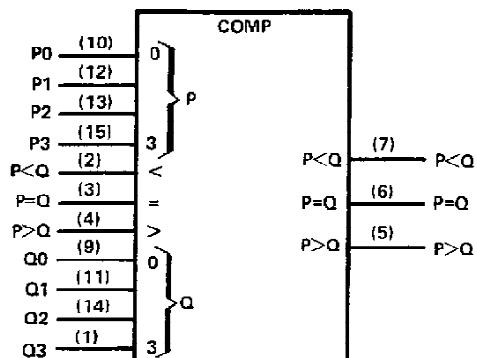 COMP
P0 (10) 0
P1 (12)
P2 (13) P
P3 (15) 3
P<Q (2) <
P=Q (3) =
P>Q (4) >
Q0 (9) 0
Q1 (11) Q
Q2 (14)
Q3 (1) 3
P<Q (7) P<Q
P=Q (6) P=Q
P>Q (5) P>Q